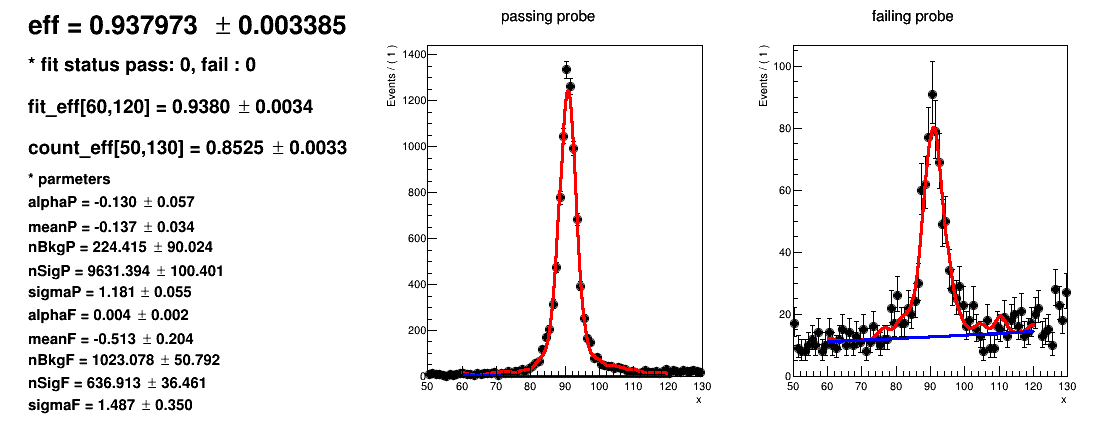 eff = 0.937973 ± 0.003385
* fit status pass: 0, fail : 0
fit_eff[60,120] = 0.9380 ± 0.0034
count_eff[50,130] = 0.8525 ± 0.0033
* parmeters
alphaP = -0.130 ± 0.057
meanP = -0.137 ± 0.034
nBkgP = 224.415 ± 90.024
nSigP = 9631.394 ± 100.401
sigmaP = 1.181 ± 0.055
alphaF = 0.004 ± 0.002
meanF = -0.513 ± 0.204
nBkgF = 1023.078 ± 50.792
nSigF = 636.913 ± 36.461
sigmaF = 1.487 ± 0.350
passing probe
Events / ( 1 )
1400
1200
1000
800
600
400
200
0
50 60 70 80 90 100 110 120 130
x
failing probe
Events / ( 1 )
100
80
60
40
20
0
50 60 70 80 90 100 110 120 130
x